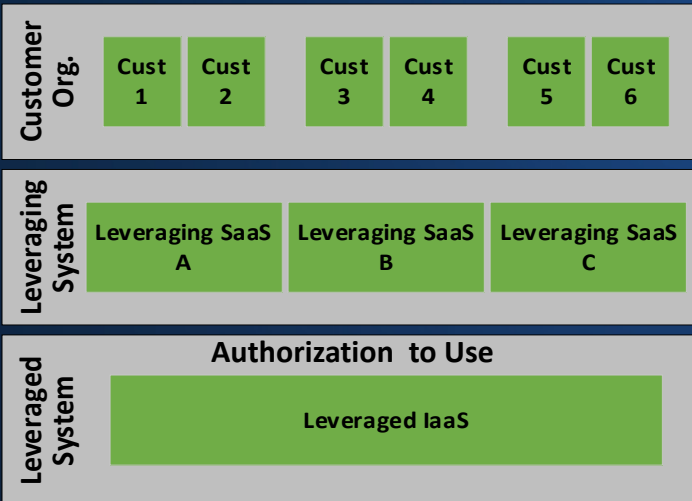 Customer
Org.
Cust
1
Cust
2
Cust
3
Cust
4
Cust
5
Cust
6
Leveraging
System
Leveraging SaaS
A
Leveraging SaaS
B
Leveraging SaaS
C
Leveraged
System
Authorization to Use
Leveraged IaaS